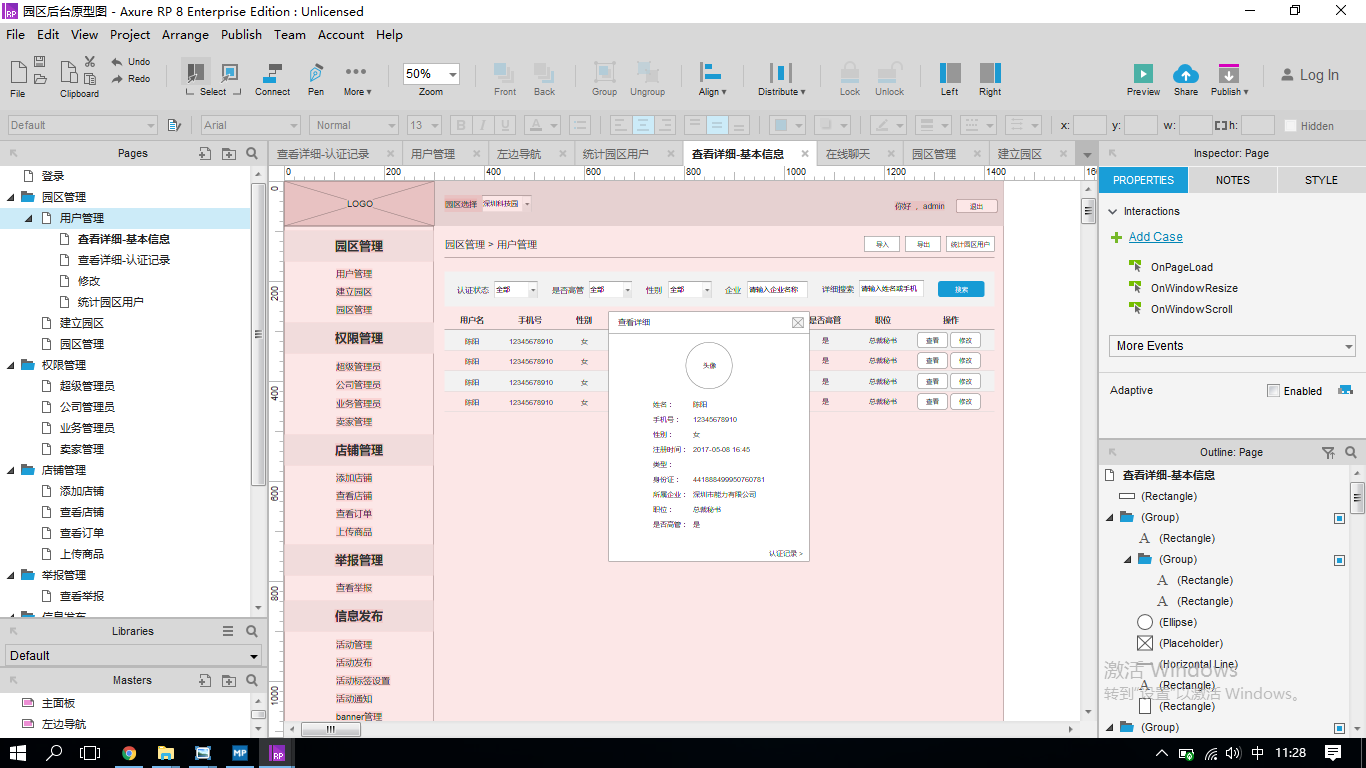 园区后台原型图 - Axure RP 8 Enterprise Edition : Unlicensed
File Edit View Project Arrange Publish Team Account Help
Undo
Redo
50%
File Clipboard Select Connect Pen More Zoom Front Back Group Ungroup Align Distribute Lock Unlock Left Right Preview Share Publish Log In
Default Arial Normal 13 B I U x: y: w: h: Hidden
Pages
登录
园区管理
用户管理
查看详细-基本信息
查看详细-认证记录
修改
统计园区用户
建立园区
园区管理
权限管理
超级管理员
公司管理员
业务管理员
卖家管理
店铺管理
添加店铺
查看店铺
查看订单
上传商品
举报管理
查看举报
信息发布
Libraries
Default
Masters
主面板
左边导航
查看详细-认证记录 用户管理 左边导航 统计园区用户 查看详细-基本信息 在线聊天 园区管理 建立园区
0 200 400 600 800 1000 1200 1400
0
200
400
600
800
1000
LOGO
园区选择 深圳科技园 你好， admin 退出
园区管理
用户管理
建立园区
园区管理
权限管理
超级管理员
公司管理员
业务管理员
卖家管理
店铺管理
添加店铺
查看店铺
查看订单
上传商品
举报管理
查看举报
信息发布
活动管理
活动发布
活动标签设置
活动通知
banner管理
园区管理 > 用户管理 导入 导出 统计园区用户
认证状态 全部 是否高管 全部 性别 全部 企业 请输入企业名称 详细搜索 请输入姓名或手机 搜索
用户名 手机号 性别 是否高管 职位 操作
陈阳 12345678910 女 是 总裁秘书 查看 修改
陈阳 12345678910 女 是 总裁秘书 查看 修改
陈阳 12345678910 女 是 总裁秘书 查看 修改
陈阳 12345678910 女 是 总裁秘书 查看 修改
查看详细
头像
姓名： 陈阳
手机号： 12345678910
性别： 女
注册时间： 2017-05-08 16:45
类型：
身份证： 441888499950760781
所属企业： 深圳市能力有限公司
职位： 总裁秘书
是否高管： 是
认证记录 >
Inspector: Page
PROPERTIES NOTES STYLE
Interactions
Add Case
OnPageLoad
OnWindowResize
OnWindowScroll
More Events
Adaptive Enabled
Outline: Page
查看详细-基本信息
(Rectangle)
(Group)
(Rectangle)
(Group)
(Rectangle)
(Rectangle)
(Ellipse)
(Placeholder)
(Horizontal Line)
(Rectangle)
(Rectangle)
(Group)
激活 Windows
转到"设置"以激活 Windows。
MP
RP
中 11:28